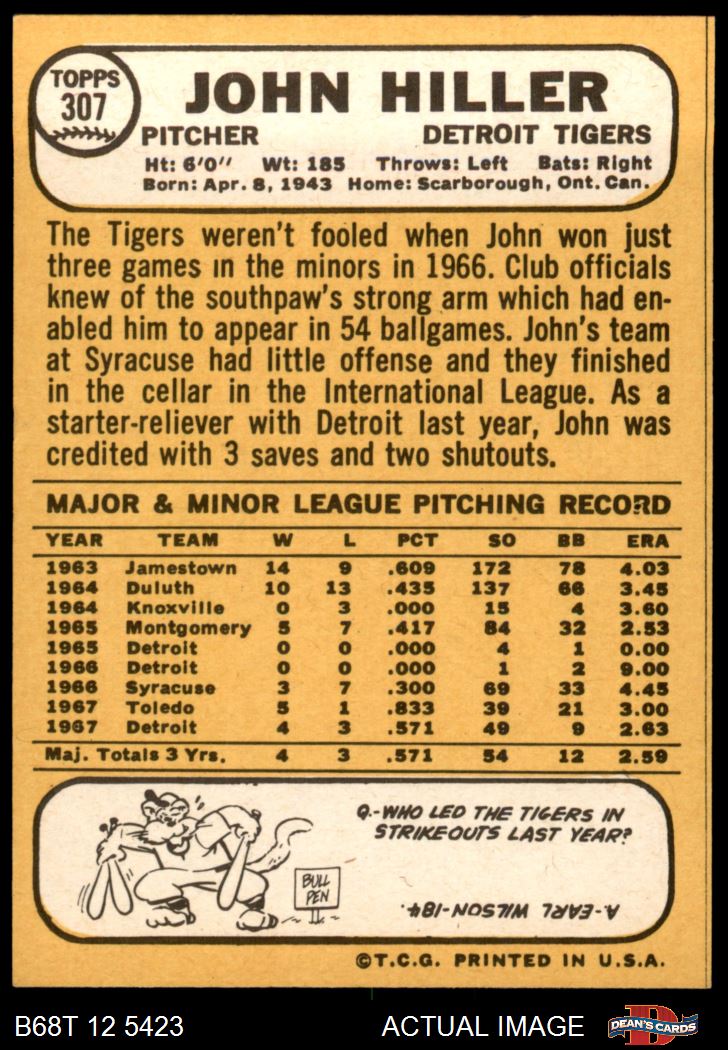 TOPPS
307
JOHN HILLER
PITCHER DETROIT TIGERS
Ht: 6'0" Wt: 185 Throws: Left Bats: Right
Born: Apr. 8, 1943 Home: Scarborough, Ont. Can.
The Tigers weren't fooled when John won just
three games in the minors in 1966. Club officials
knew of the southpaw's strong arm which had en-
abled him to appear in 54 ballgames. John's team
at Syracuse had little offense and they finished
in the cellar in the International League. As a
starter-reliever with Detroit last year, John was
credited with 3 saves and two shutouts.
MAJOR & MINOR LEAGUE PITCHING RECORD
YEAR TEAM W L PCT SO BB ERA
1963 Jamestown 14 9 .609 172 78 4.03
1964 Duluth 10 13 .435 137 66 3.45
1964 Knoxville 0 3 .000 15 4 3.60
1965 Montgomery 5 7 .417 84 32 2.53
1965 Detroit 0 0 .000 4 1 0.00
1966 Detroit 0 0 .000 1 2 9.00
1966 Syracuse 3 7 .300 69 33 4.45
1967 Toledo 5 1 .833 39 21 3.00
1967 Detroit 4 3 .571 49 9 2.63
Maj. Totals 3 Yrs. 4 3 .571 54 12 2.59
Q.-WHO LED THE TIGERS IN
STRIKEOUTS LAST YEAR?
BULL
PEN
A.-EARL WILSON-184.
©T.C.G. PRINTED IN U.S.A.
B68T 12 5423 ACTUAL IMAGE DEAN'S CARDS